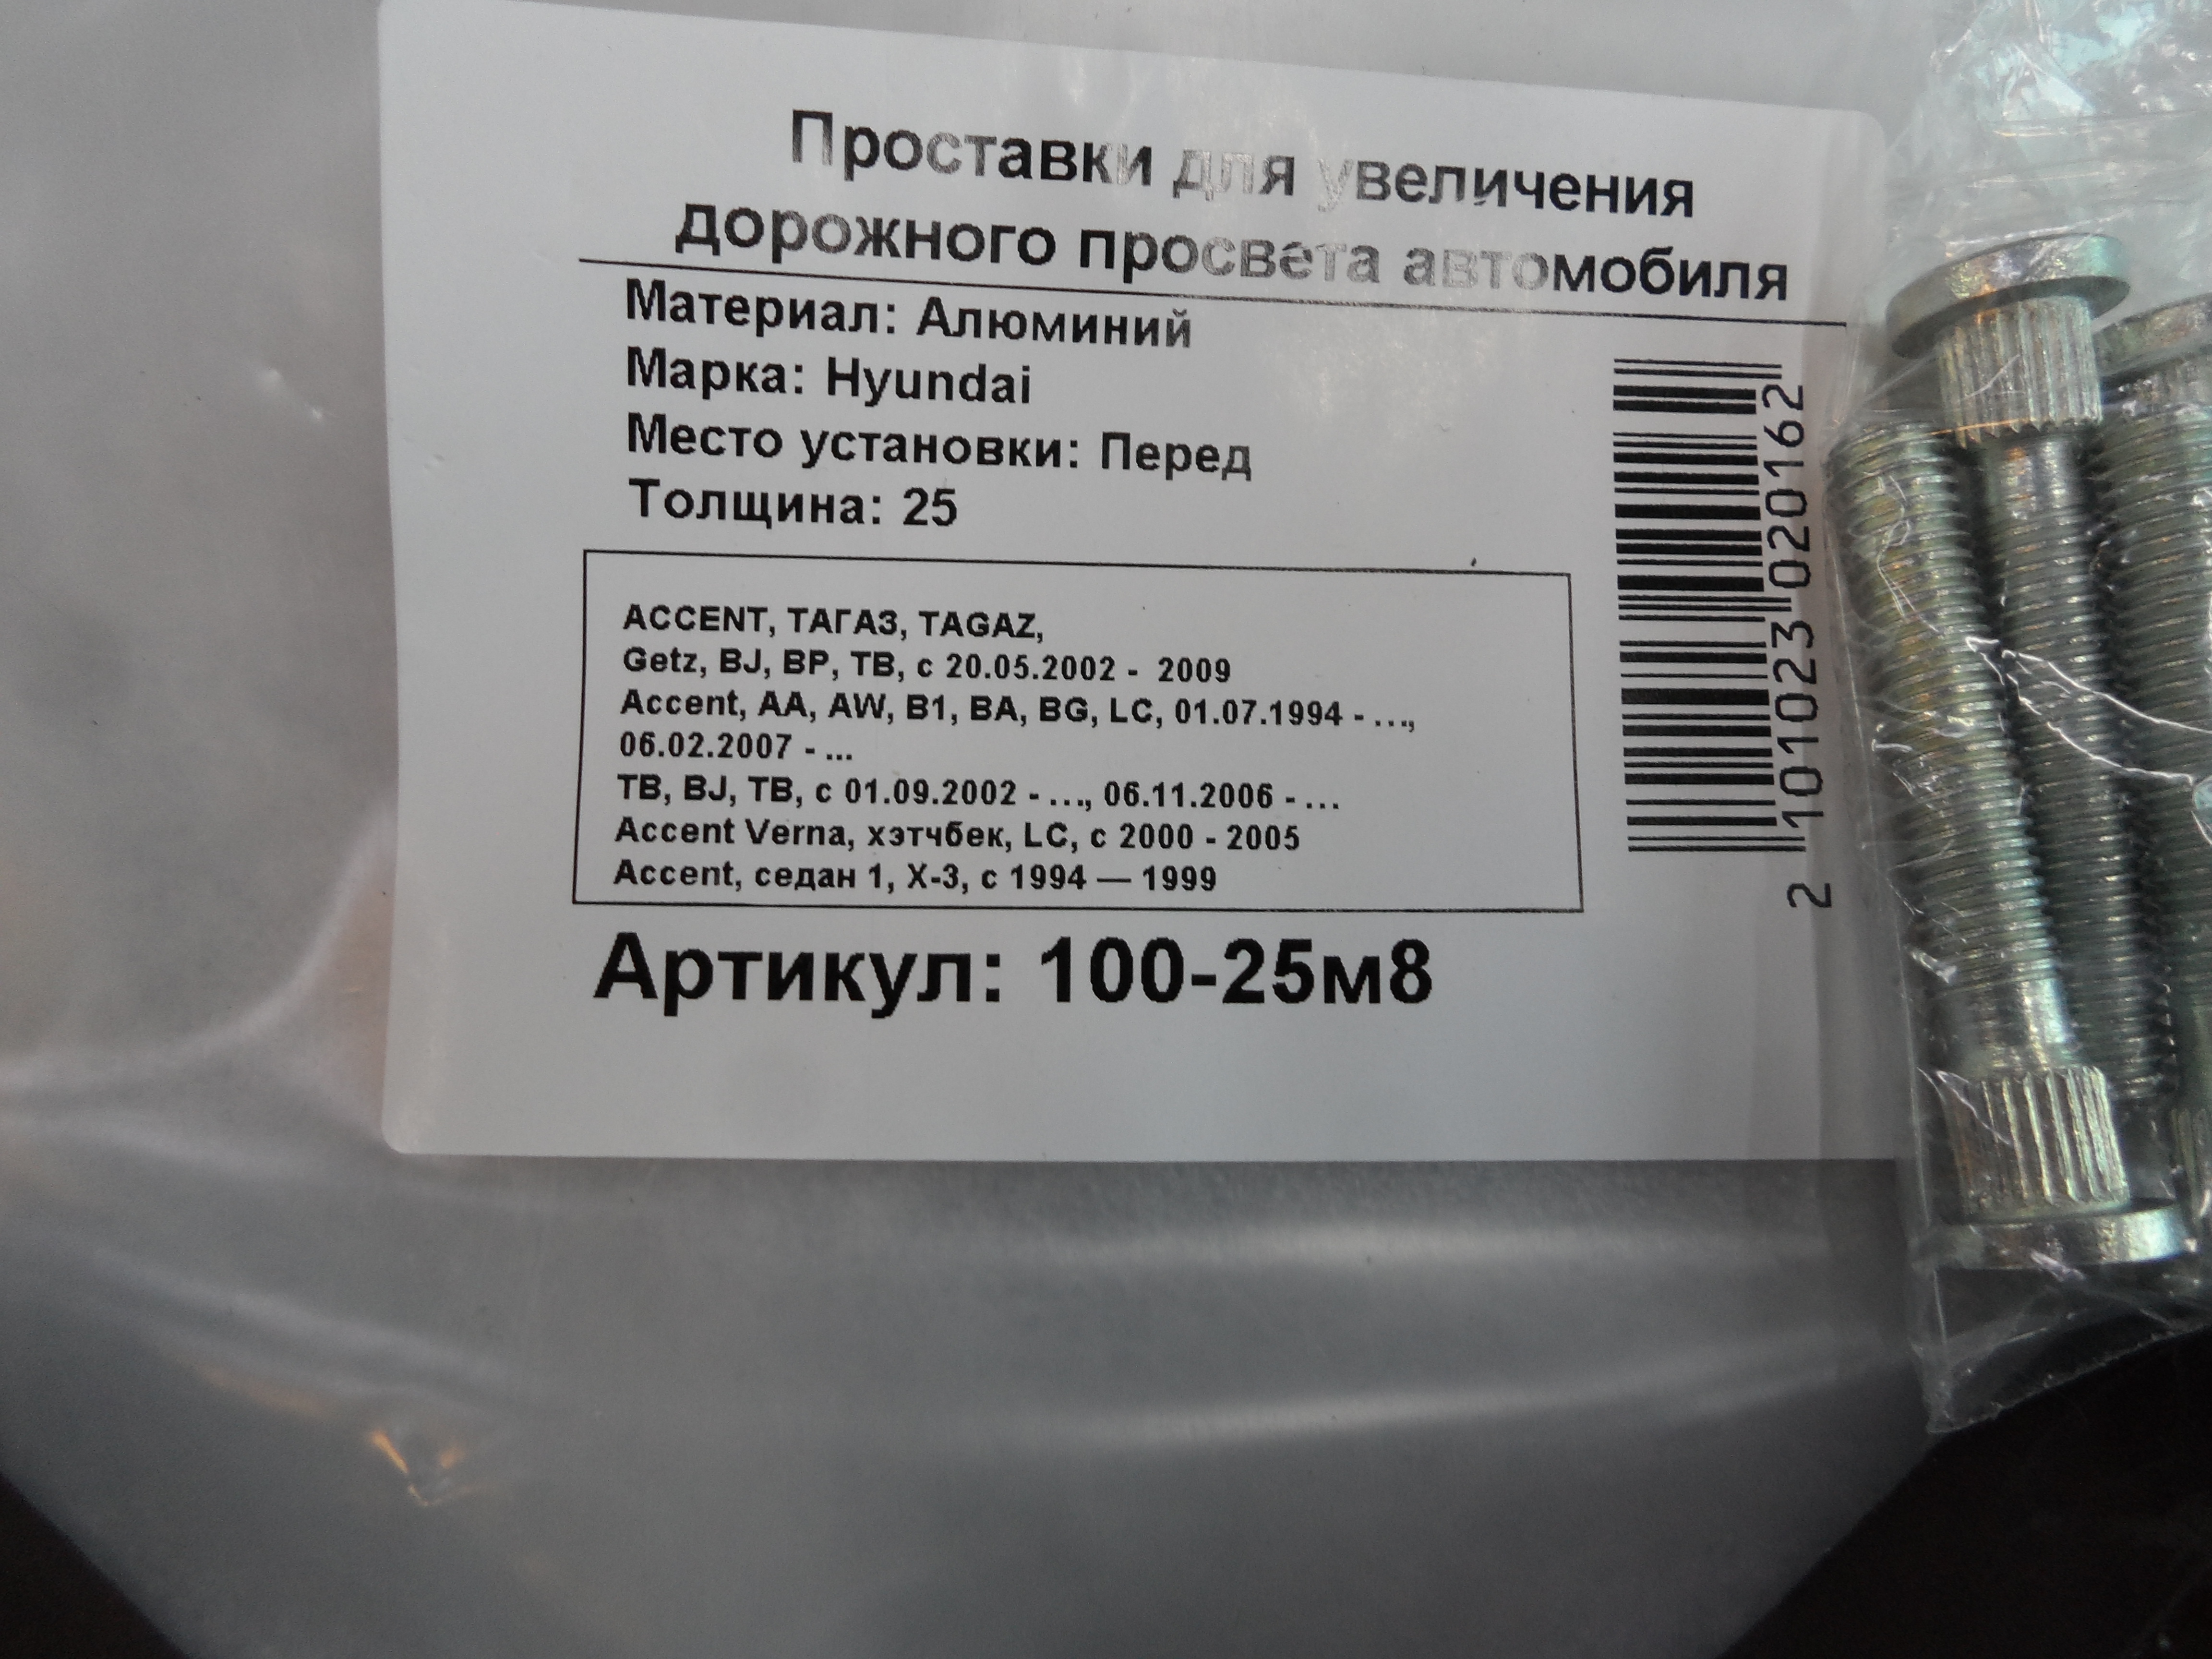 Проставки для увеличения
дорожного просвета автомобиля
Материал: Алюминий
Марка: Hyundai
Место установки: Перед
Толщина: 25
ACCENT, ТАГАЗ, TAGAZ,
Getz, BJ, BP, TB, с 20.05.2002 - 2009
Accent, AA, AW, B1, BA, BG, LC, 01.07.1994 - ...,
06.02.2007 - ...
TB, BJ, TB, с 01.09.2002 - ..., 06.11.2006 - ...
Accent Verna, хэтчбек, LC, с 2000 - 2005
Accent, седан 1, X-3, с 1994 — 1999
Артикул: 100-25м8
2 101023 020162